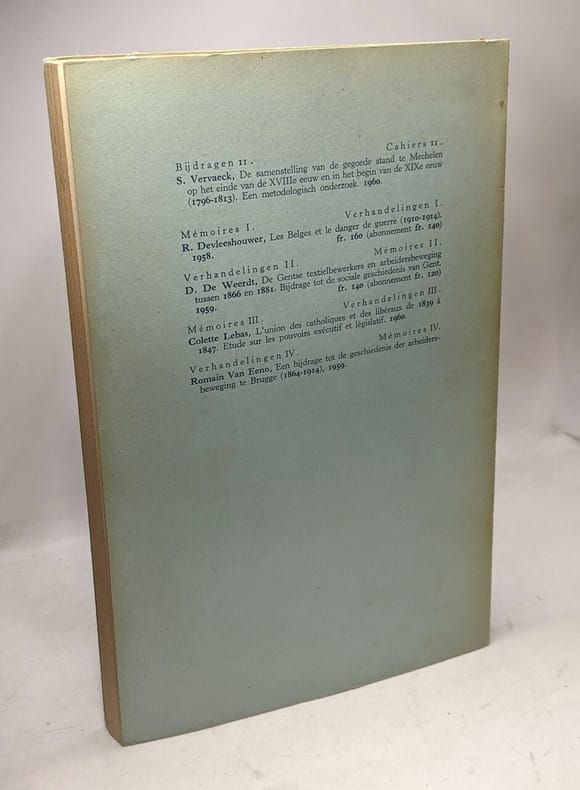 Bijdragen 11. Cahiers 11.
S. Vervaeck, De samenstelling van de gegoede stand te Mechelen
op het einde van de XVIIIe eeuw en in het begin van de XIXe eeuw
(1796-1813). Een metodologisch onderzoek. 1960.
Mémoires I. Verhandelingen I.
R. Devleeshouwer, Les Belges et le danger de guerre (1910-1914).
1958. fr. 160 (abonnement fr. 140)
Verhandelingen II. Mémoires II.
D. De Weerdt, De Gentse textielbewerkers en arbeidersbeweging
tussen 1866 en 1881. Bijdrage tot de sociale geschiedenis van Gent.
1959. fr. 140 (abonnement fr. 120)
Mémoires III. Verhandelingen III.
Colette Lebas, L'union des catholiques et des libéraux de 1839 à
1847. Etude sur les pouvoirs exécutif et législatif. 1960.
Verhandelingen IV. Mémoires IV.
Romain Van Eeno, Een bijdrage tot de geschiedenis der arbeiders-
beweging te Brugge (1864-1914), 1959.